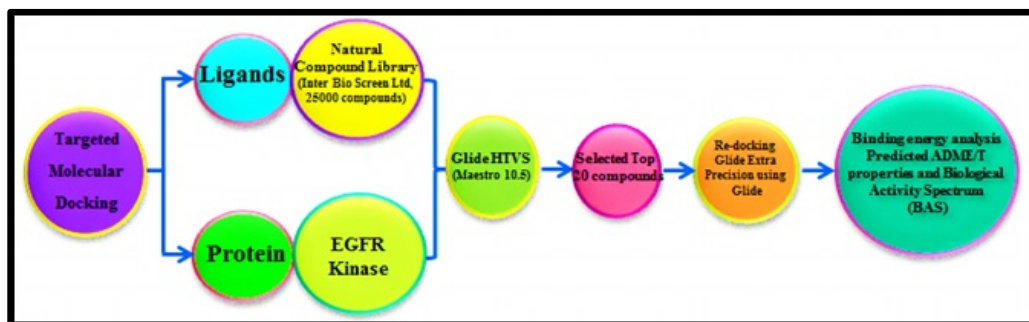 Targeted
Molecular
Docking
Ligands
Natural
Compound Library
(Inter Bio Screen Ltd,
25000 compounds)
Protein
EGFR
Kinase
Glide HTVS
(Maestro 10.5)
Selected Top
20 compounds
Re-docking
Glide Extra
Precision using
Glide
Binding energy analysis
Predicted ADME/T
properties and Biological
Activity Spectrum
(BAS)